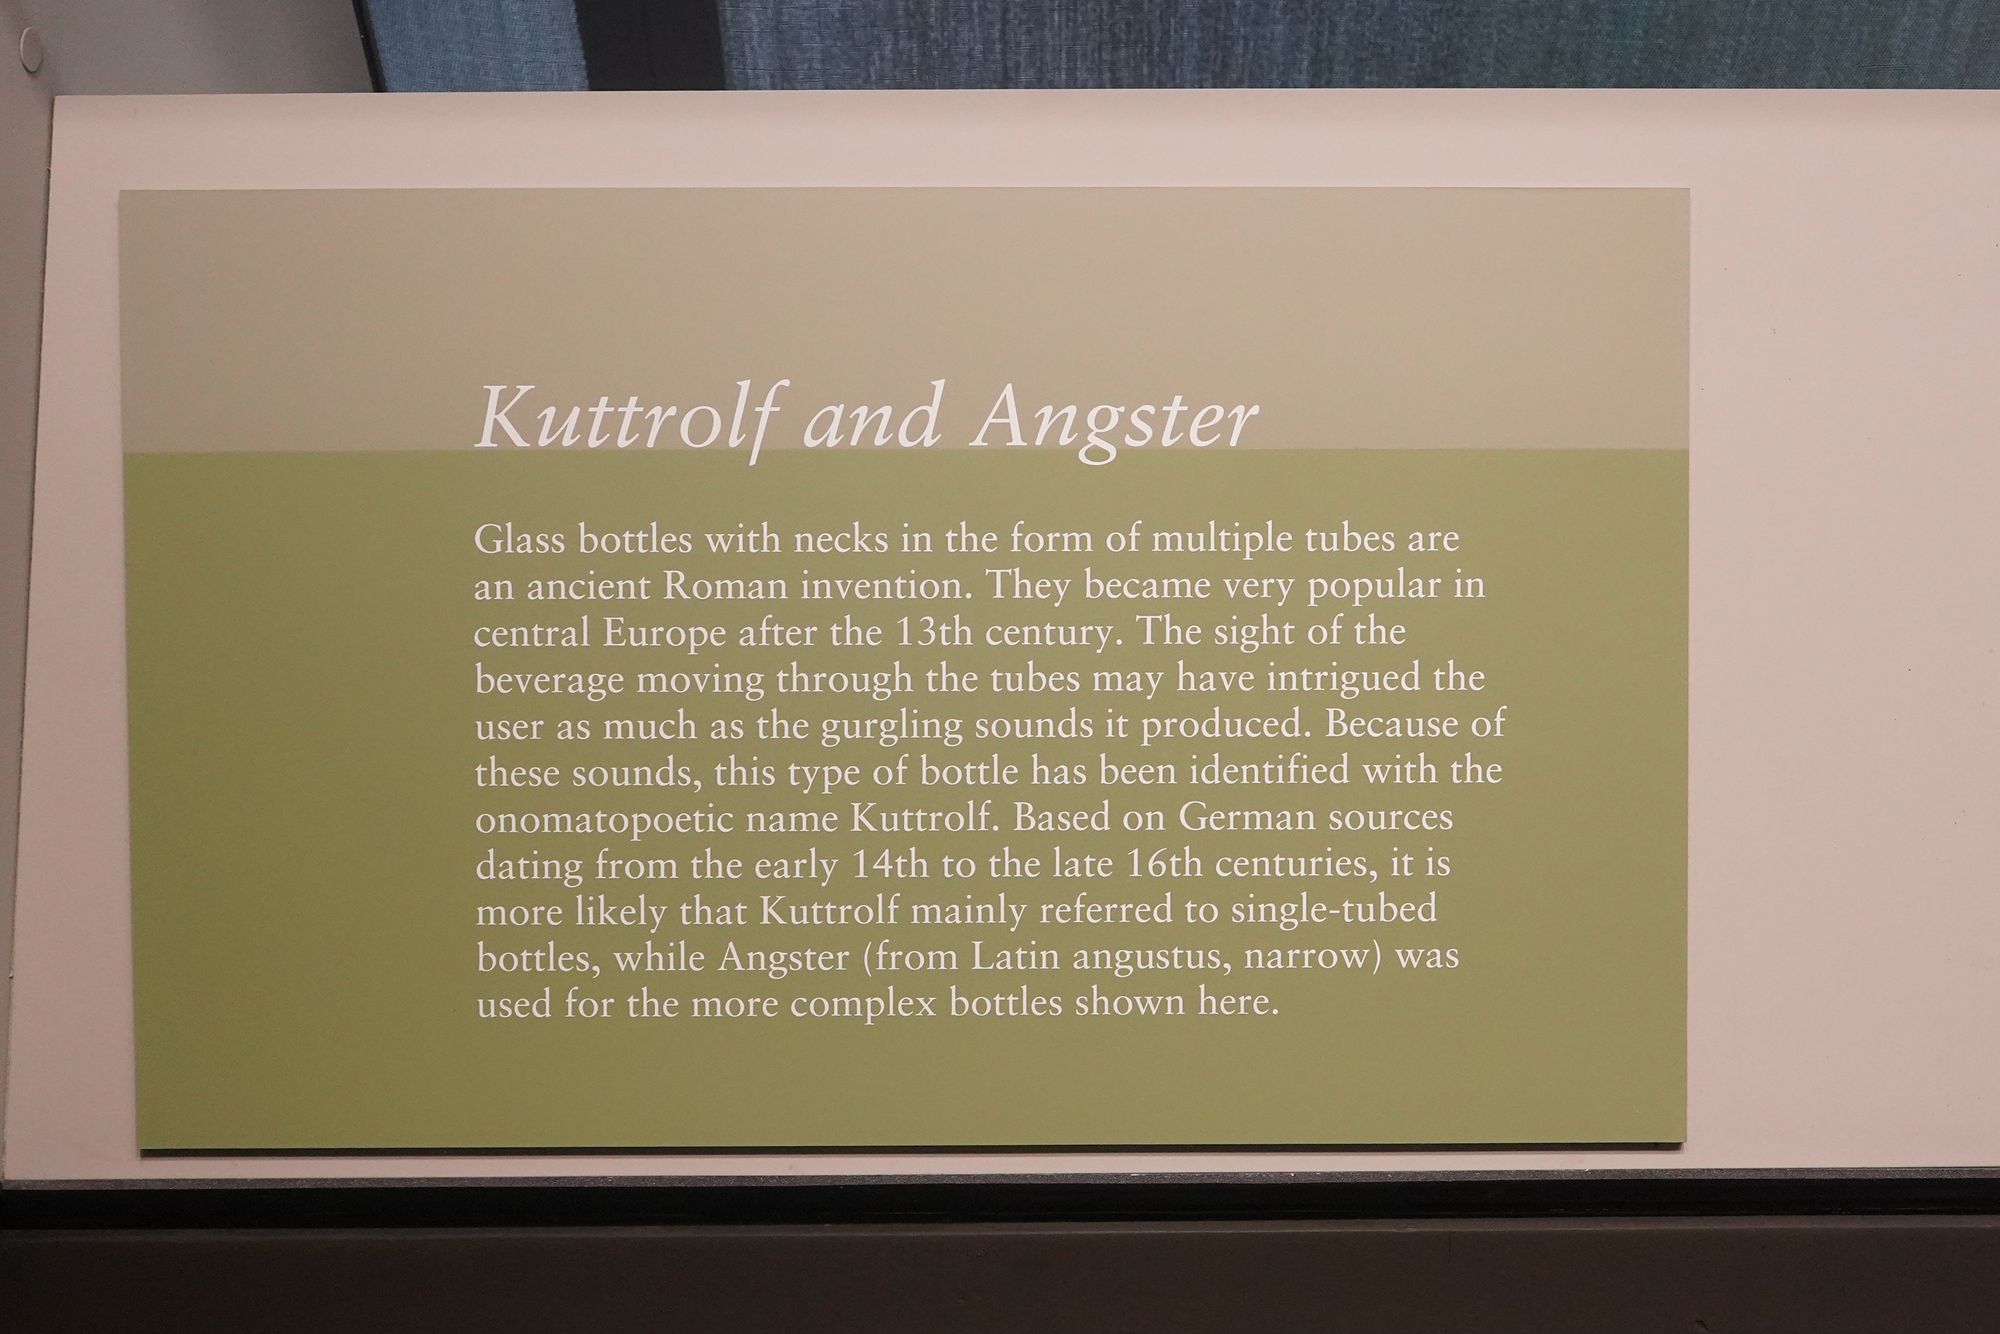 Kuttrolf and Angster
Glass bottles with necks in the form of multiple tubes are
an ancient Roman invention. They became very popular in
central Europe after the 13th century. The sight of the
beverage moving through the tubes may have intrigued the
user as much as the gurgling sounds it produced. Because of
these sounds, this type of bottle has been identified with the
onomatopoetic name Kuttrolf. Based on German sources
dating from the early 14th to the late 16th centuries, it is
more likely that Kuttrolf mainly referred to single-tubed
bottles, while Angster (from Latin angustus, narrow) was
used for the more complex bottles shown here.